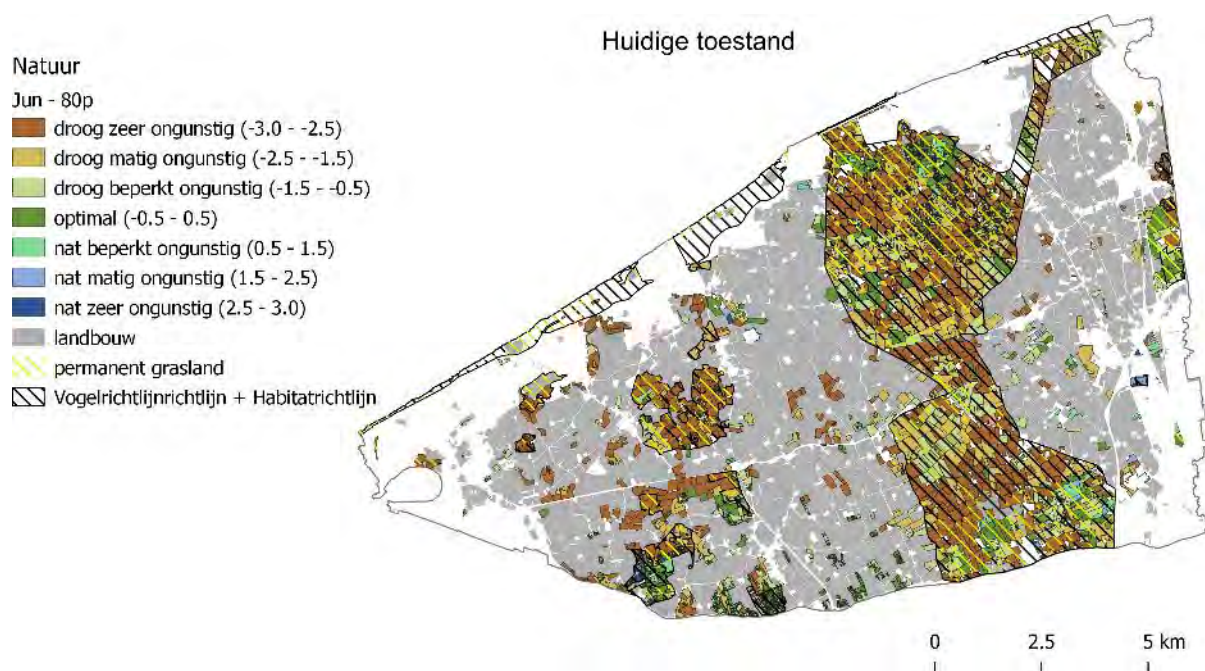 Huidige toestand
Natuur
Jun - 80p
droog zeer ongunstig (-3.0 - -2.5)
droog matig ongunstig (-2.5 - -1.5)
droog beperkt ongunstig (-1.5 - -0.5)
optimal (-0.5 - 0.5)
nat beperkt ongunstig (0.5 - 1.5)
nat matig ongunstig (1.5 - 2.5)
nat zeer ongunstig (2.5 - 3.0)
landbouw
permanent grasland
Vogelrichtlijnrichtlijn + Habitatrichtlijn
0 2.5 5 km